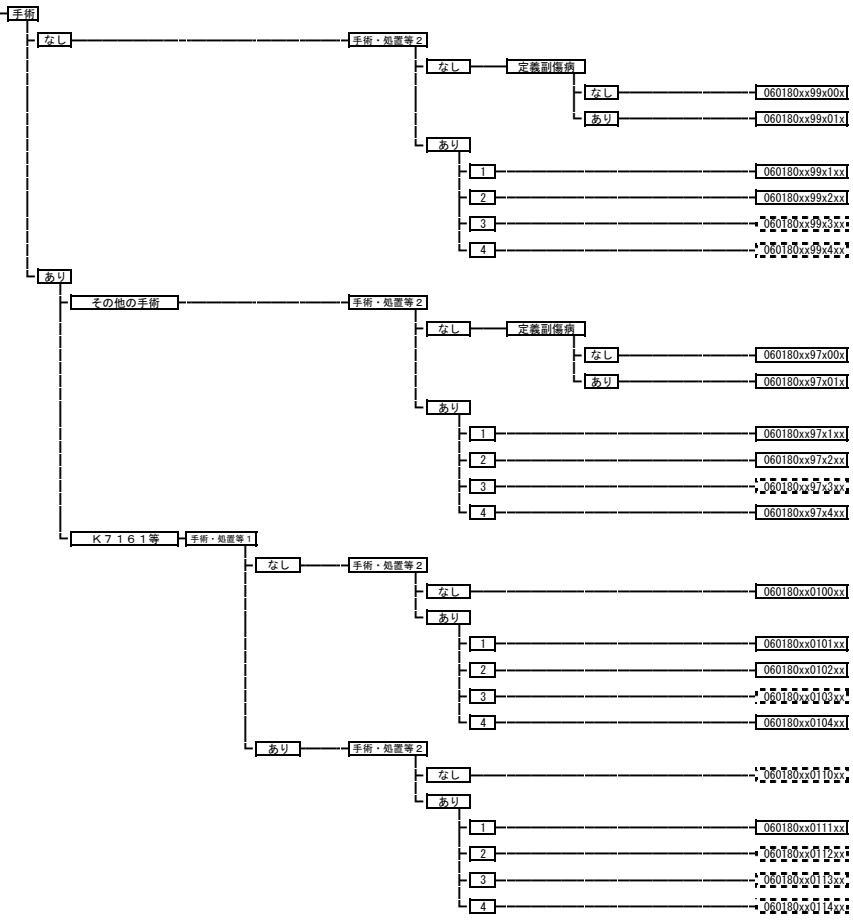 手術
なし 手術・処置等２
なし 定義副傷病
なし 060180xx99x00x
あり 060180xx99x01x
あり
1 060180xx99x1xx
2 060180xx99x2xx
3 060180xx99x3xx
4 060180xx99x4xx
あり
その他の手術 手術・処置等２
なし 定義副傷病
なし 060180xx97x00x
あり 060180xx97x01x
あり
1 060180xx97x1xx
2 060180xx97x2xx
3 060180xx97x3xx
4 060180xx97x4xx
Ｋ７１６１等 手術・処置等１
なし 手術・処置等２
なし 060180xx0100xx
あり
1 060180xx0101xx
2 060180xx0102xx
3 060180xx0103xx
4 060180xx0104xx
あり 手術・処置等２
なし 060180xx0110xx
あり
1 060180xx0111xx
2 060180xx0112xx
3 060180xx0113xx
4 060180xx0114xx